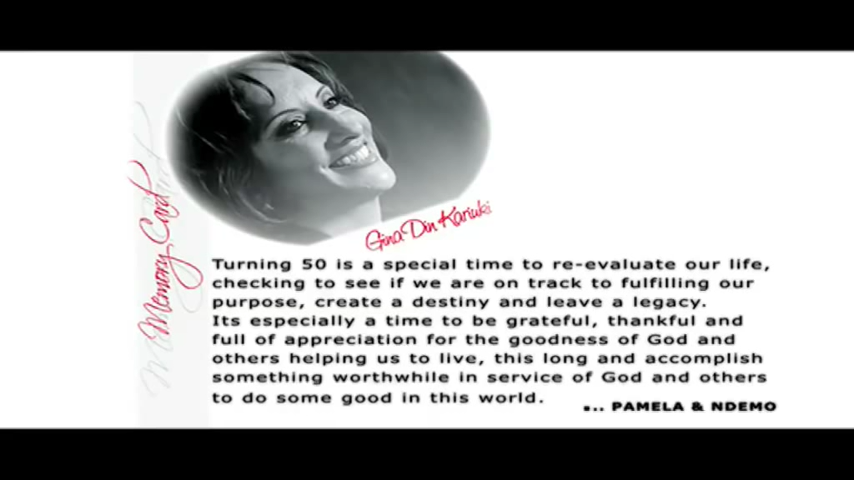 Gina Din Kariuki
Memory Card
Turning 50 is a special time to re-evaluate our life,
checking to see if we are on track to fulfilling our
purpose, create a destiny and leave a legacy.
Its especially a time to be grateful, thankful and
full of appreciation for the goodness of God and
others helping us to live, this long and accomplish
something worthwhile in service of God and others
to do some good in this world.
... PAMELA & NDEMO